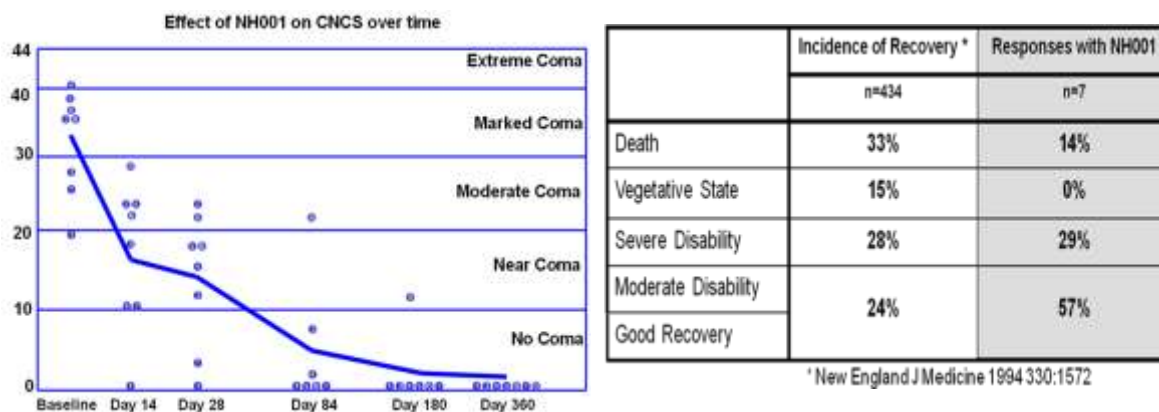 Effect of NH001 on CNCS over time
44
Extreme Coma
40
Marked Coma
30
Moderate Coma
20
Near Coma
10
No Coma
0
Baseline Day 14 Day 28 Day 84 Day 180 Day 360
Incidence of Recovery * Responses with NH001
n=434 n=7
Death 33% 14%
Vegetative State 15% 0%
Severe Disability 28% 29%
Moderate Disability
24% 57%
Good Recovery
* New England J Medicine 1994 330:1572